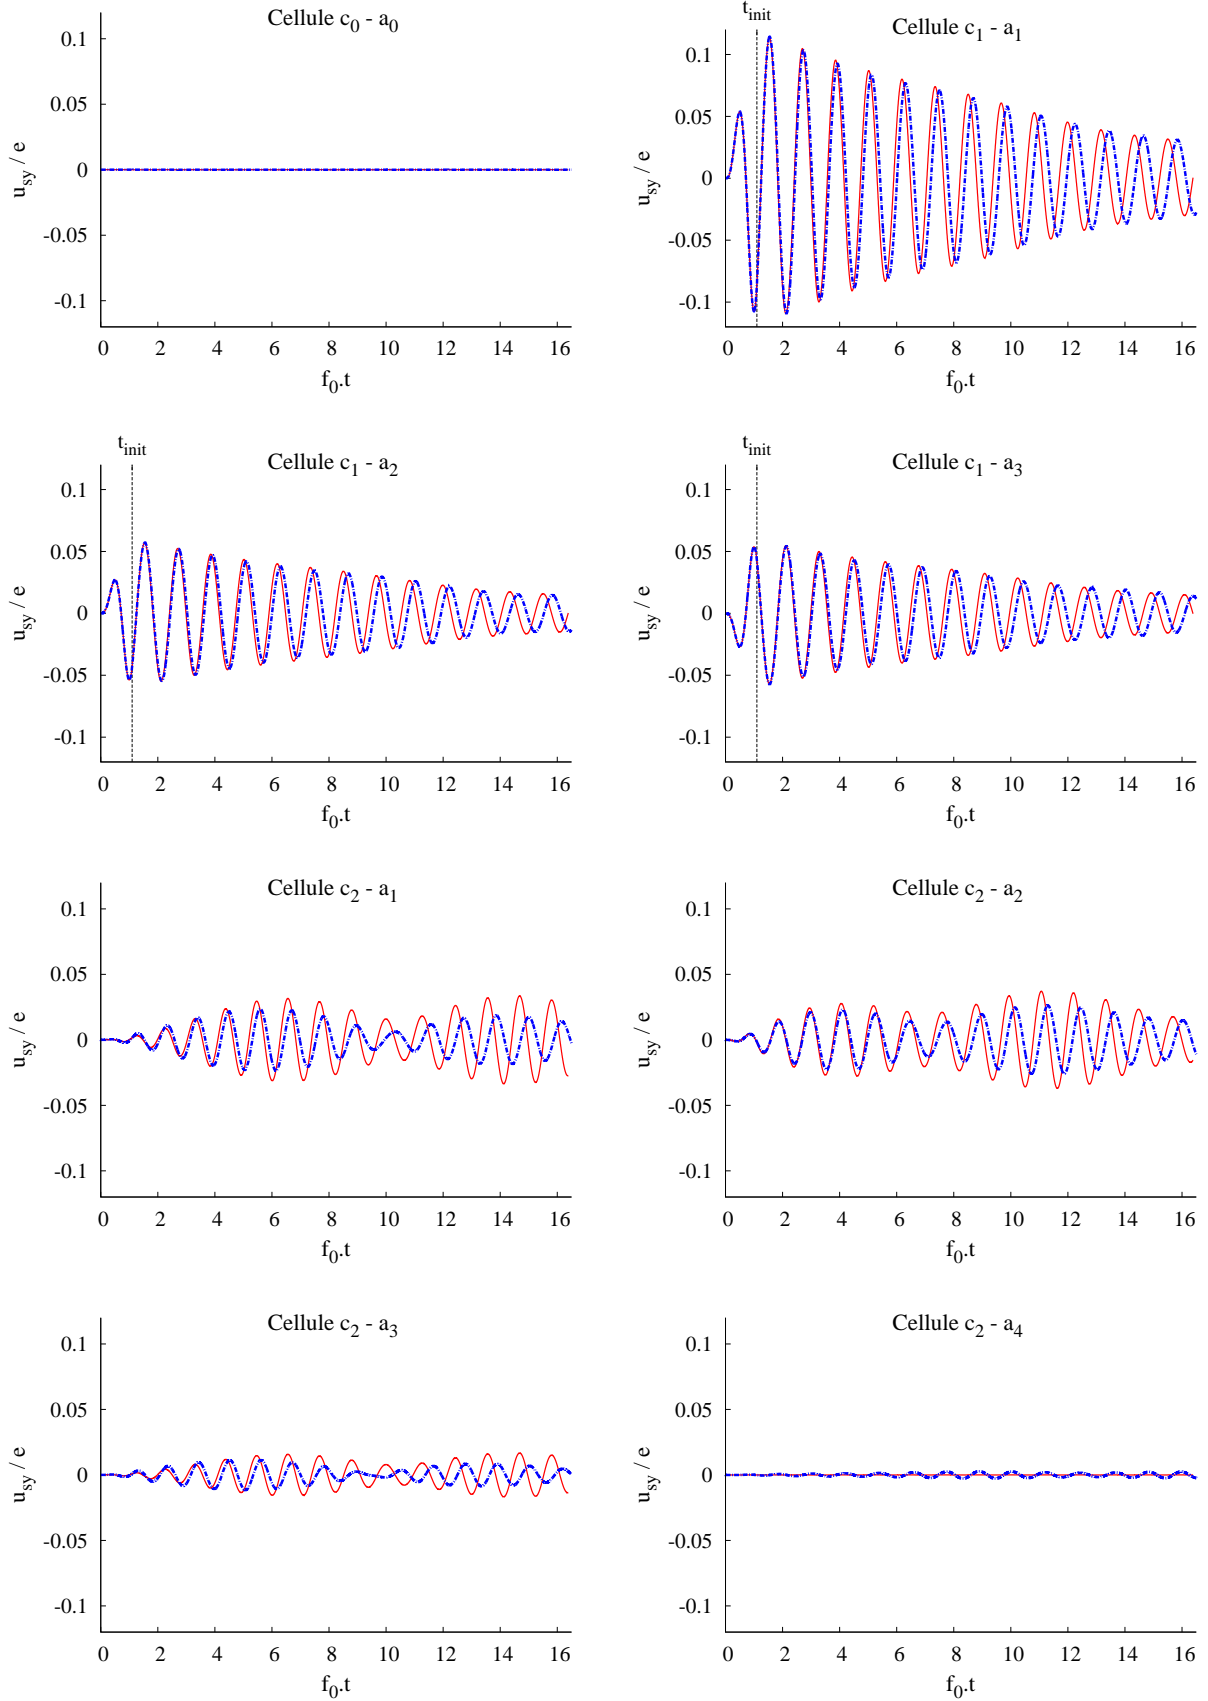 Cellule c0 - a0
0.1
0.05
0
-0.05
-0.1
usy / e
0 2 4 6 8 10 12 14 16
f0.t
tinit
Cellule c1 - a1
0.1
0.05
0
-0.05
-0.1
usy / e
0 2 4 6 8 10 12 14 16
f0.t
tinit
Cellule c1 - a2
0.1
0.05
0
-0.05
-0.1
usy / e
0 2 4 6 8 10 12 14 16
f0.t
tinit
Cellule c1 - a3
0.1
0.05
0
-0.05
-0.1
usy / e
0 2 4 6 8 10 12 14 16
f0.t
Cellule c2 - a1
0.1
0.05
0
-0.05
-0.1
usy / e
0 2 4 6 8 10 12 14 16
f0.t
Cellule c2 - a2
0.1
0.05
0
-0.05
-0.1
usy / e
0 2 4 6 8 10 12 14 16
f0.t
Cellule c2 - a3
0.1
0.05
0
-0.05
-0.1
usy / e
0 2 4 6 8 10 12 14 16
f0.t
Cellule c2 - a4
0.1
0.05
0
-0.05
-0.1
usy / e
0 2 4 6 8 10 12 14 16
f0.t